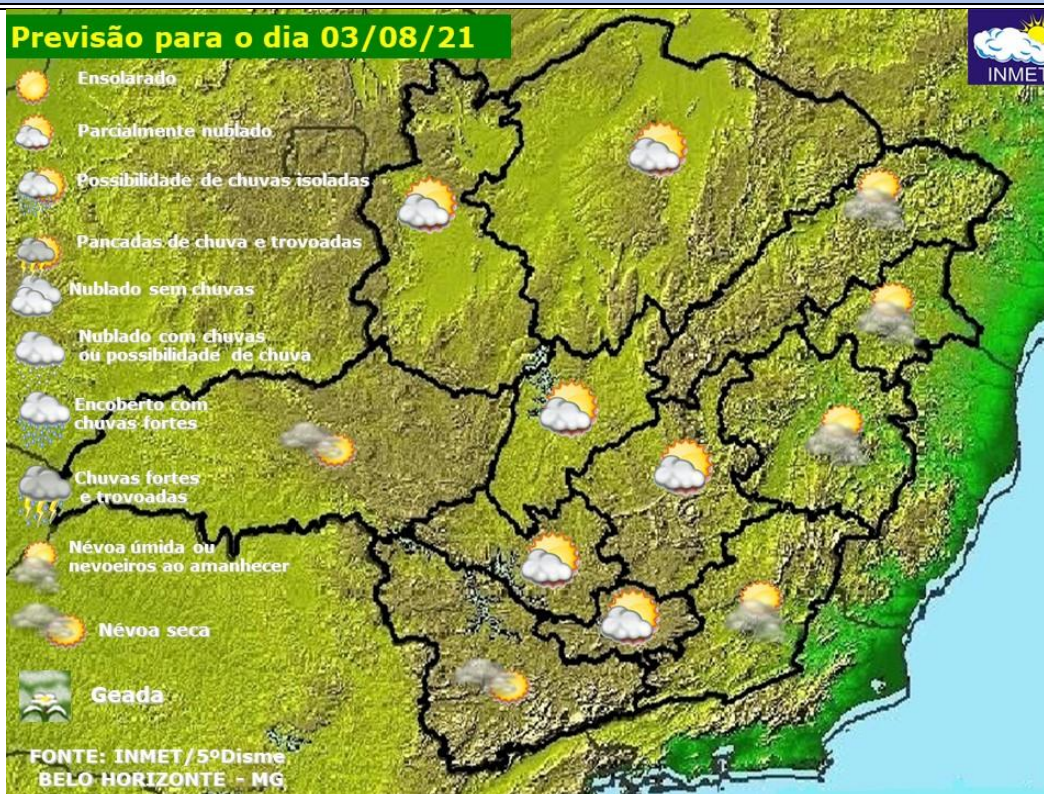 Previsão para o dia 03/08/21
INMET
Ensolarado
Parcialmente nublado
Possibilidade de chuvas isoladas
Pancadas de chuva e trovoadas
Nublado sem chuvas
Nublado com chuvas
ou possibilidade de chuva
Encoberto com
chuvas fortes
Chuvas fortes
e trovoadas
Névoa úmida ou
nevoeiros ao amanhecer
Névoa seca
Geada
FONTE: INMET/5ºDisme
BELO HORIZONTE - MG